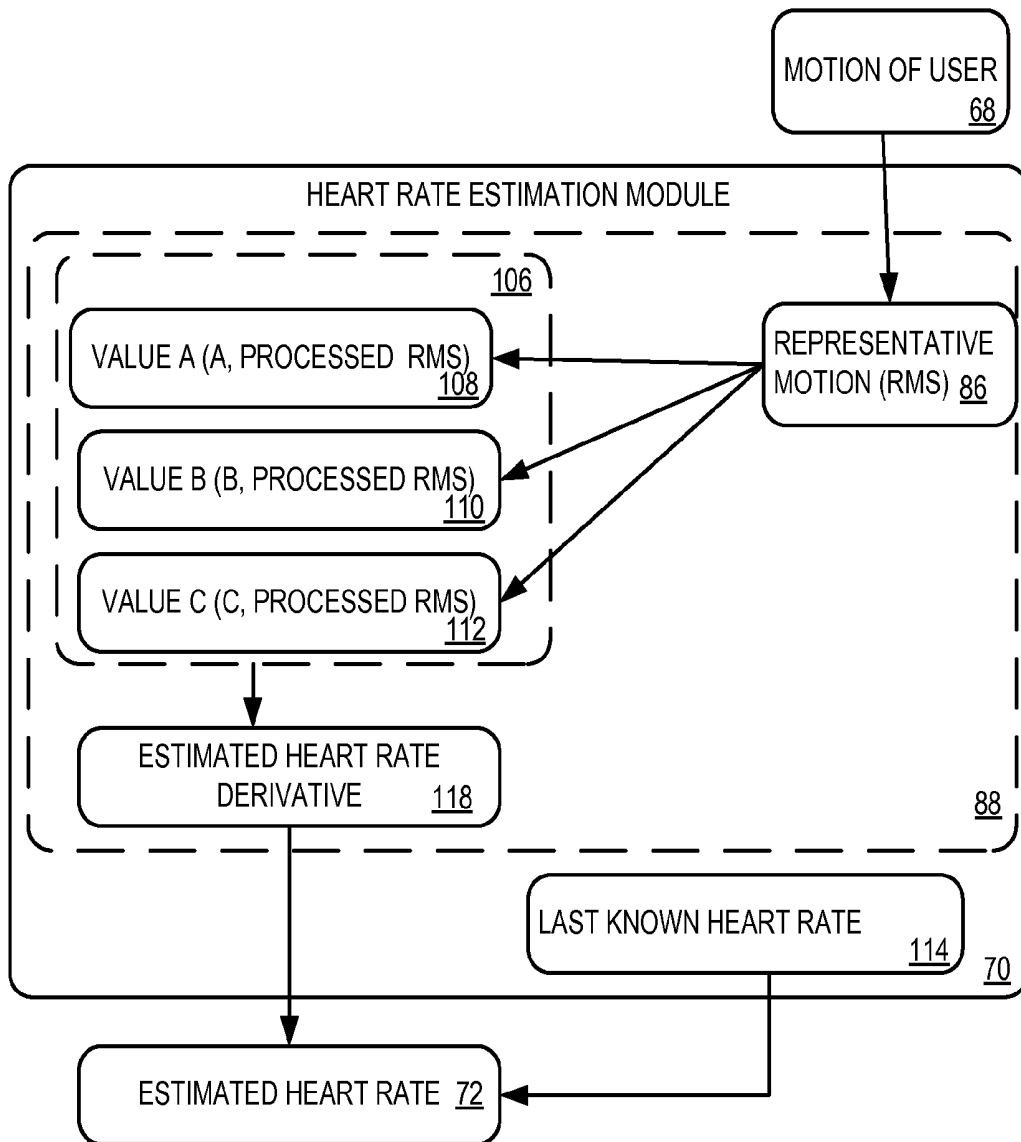 MOTION OF USER
68
HEART RATE ESTIMATION MODULE
106
VALUE A (A, PROCESSED RMS)
108
REPRESENTATIVE
MOTION (RMS) 86
VALUE B (B, PROCESSED RMS)
110
VALUE C (C, PROCESSED RMS)
112
ESTIMATED HEART RATE
DERIVATIVE
118
88
LAST KNOWN HEART RATE
114
70
ESTIMATED HEART RATE 72